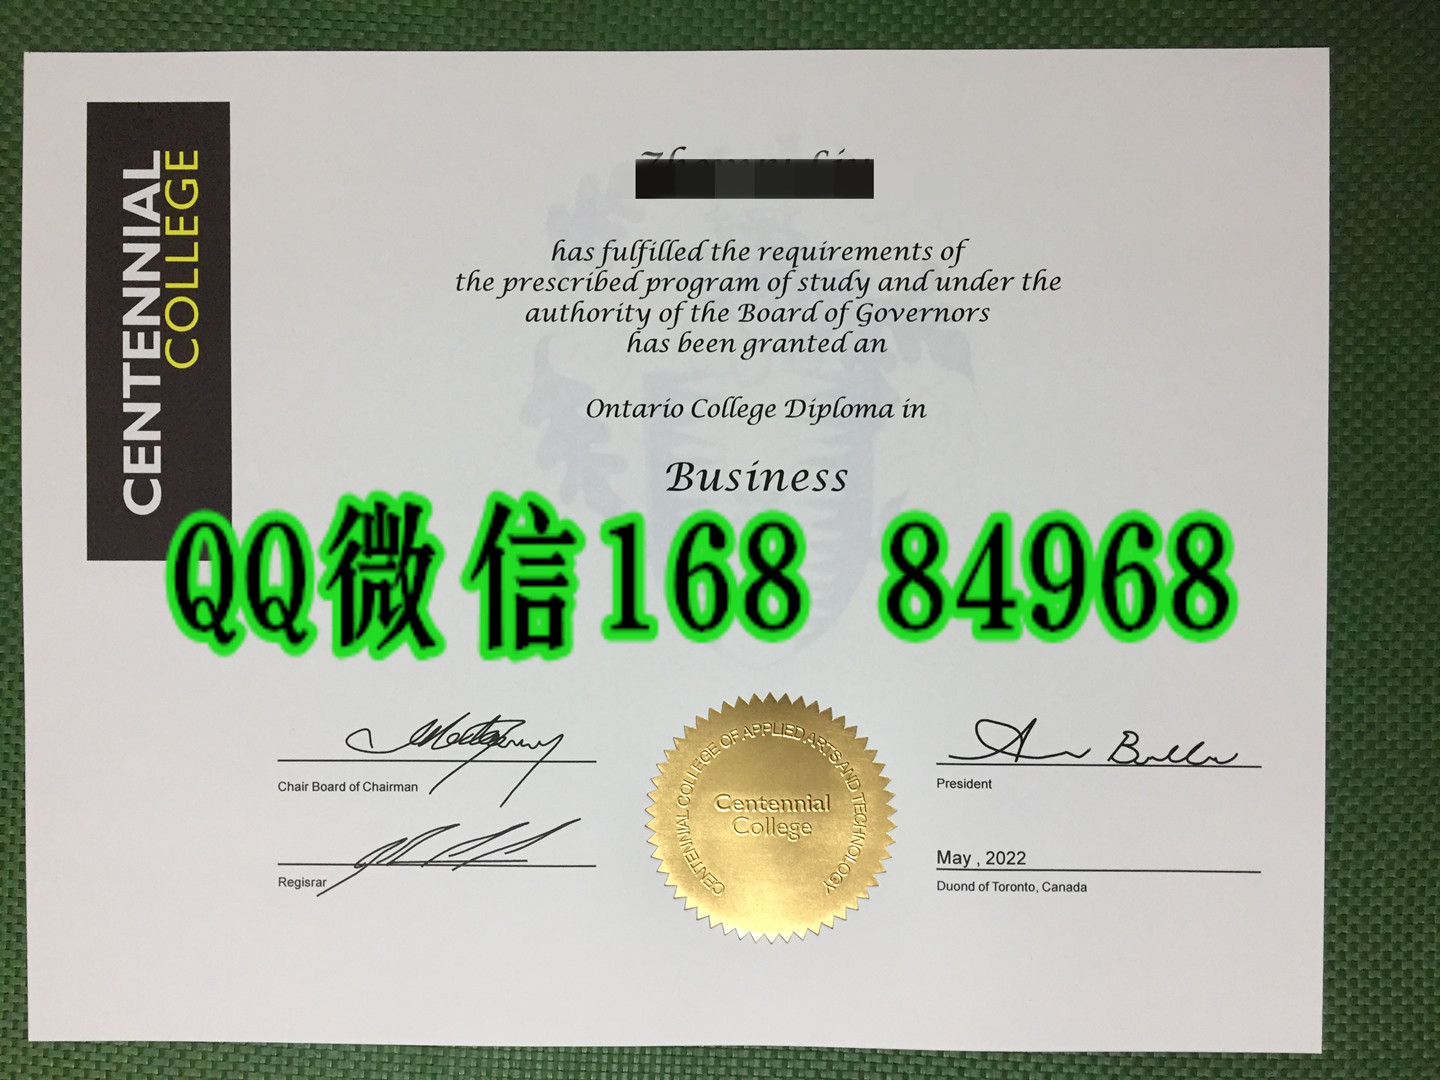 CENTENNIAL
COLLEGE
has fulfilled the requirements of
the prescribed program of study and under the
authority of the Board of Governors
has been granted an
Ontario College Diploma in
Business
QQ微信168 84968
Chair Board of Chairman
President
Regisrar
May , 2022
Duond of Toronto, Canada
CENTENNIAL COLLEGE OF APPLIED ARTS AND TECHNOLOGY
Centennial
College